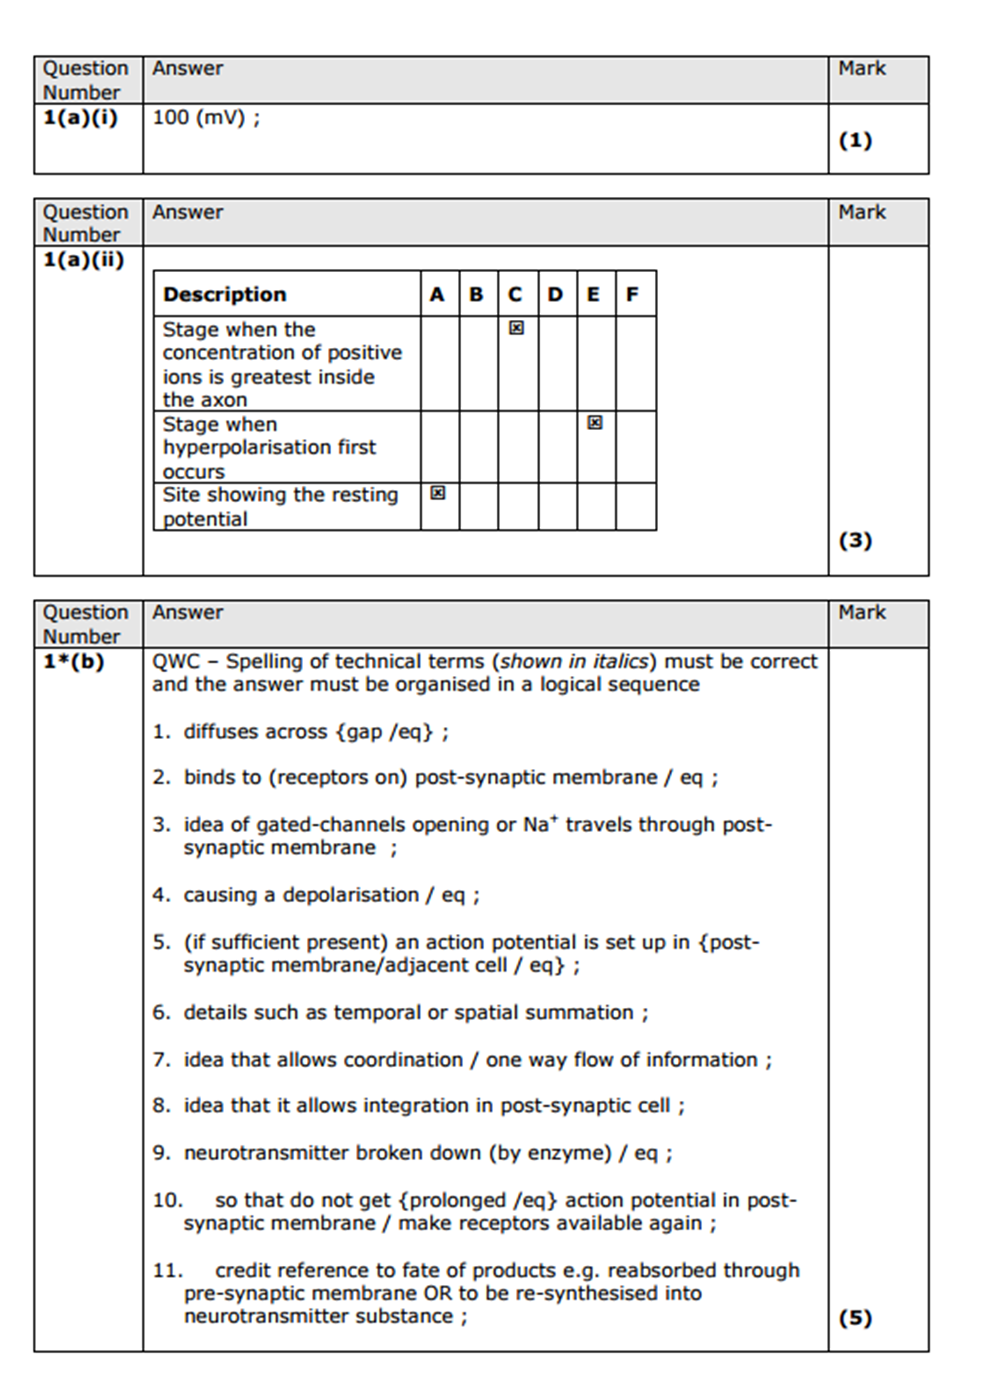 Question Answer Mark
Number
1(a)(i) 100 (mV) ;
(1)
Question Answer Mark
Number
1(a)(ii)
Description A B C D E F
Stage when the ☒
concentration of positive
ions is greatest inside
the axon
Stage when ☒
hyperpolarisation first
occurs
Site showing the resting ☒
potential
(3)
Question Answer Mark
Number
1*(b) QWC – Spelling of technical terms (shown in italics) must be correct
and the answer must be organised in a logical sequence
1. diffuses across {gap /eq} ;
2. binds to (receptors on) post-synaptic membrane / eq ;
3. idea of gated-channels opening or Na⁺ travels through post-
synaptic membrane ;
4. causing a depolarisation / eq ;
5. (if sufficient present) an action potential is set up in {post-
synaptic membrane/adjacent cell / eq} ;
6. details such as temporal or spatial summation ;
7. idea that allows coordination / one way flow of information ;
8. idea that it allows integration in post-synaptic cell ;
9. neurotransmitter broken down (by enzyme) / eq ;
10. so that do not get {prolonged /eq} action potential in post-
synaptic membrane / make receptors available again ;
11. credit reference to fate of products e.g. reabsorbed through
pre-synaptic membrane OR to be re-synthesised into
neurotransmitter substance ;
(5)